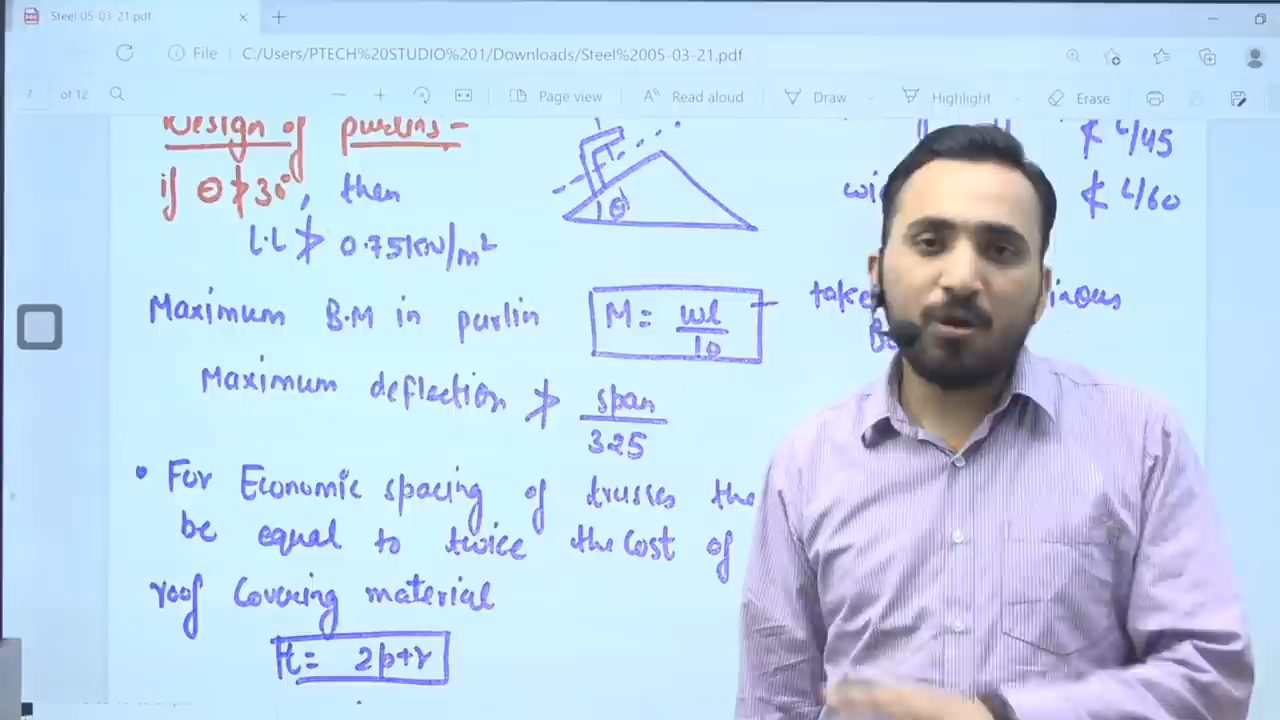 Steel 05-03-21.pdf
File C:/Users/PTECH%20STUDIO%201/Downloads/Steel%2005-03-21.pdf
7 of 12 Page view Read aloud Draw Highlight Erase
Design of purlins-
≮ L/45
if θ ≯ 30°, then
θ
≮ L/60
L.L ≯ 0.75KN/m²
Maximum B.M in purlin M = wl/10 take
Maximum deflection ≯ span/325
• For Economic spacing of trusses the
be equal to twice the cost of
roof Covering material
t = 2p+r